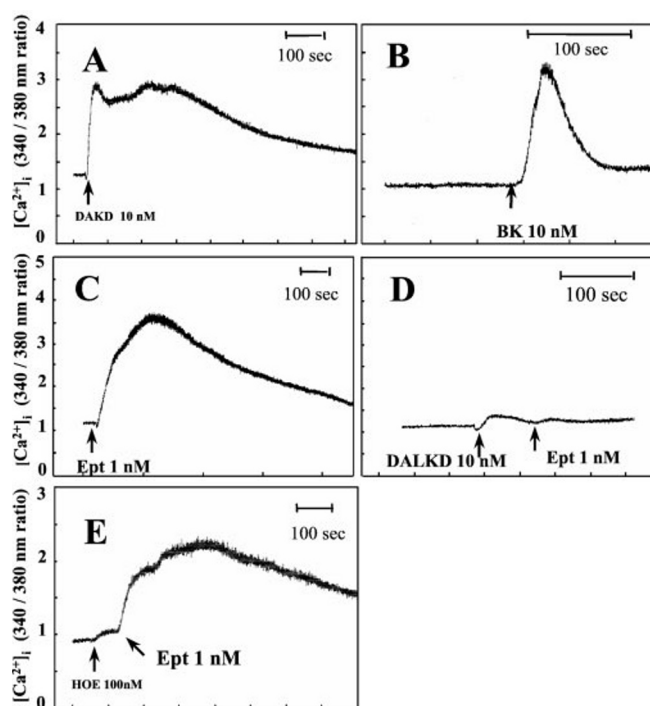 [Ca²⁺]i (340 / 380 nm ratio)
4
3
2
1
0
A
100 sec
DAKD 10 nM
B
100 sec
BK 10 nM
[Ca²⁺]i (340 / 380 nm ratio)
5
4
3
2
1
0
C
100 sec
Ept 1 nM
D
100 sec
DALKD 10 nM
Ept 1 nM
[Ca²⁺]i (340 / 380 nm ratio)
3
2
1
0
E
100 sec
HOE 100nM
Ept 1 nM